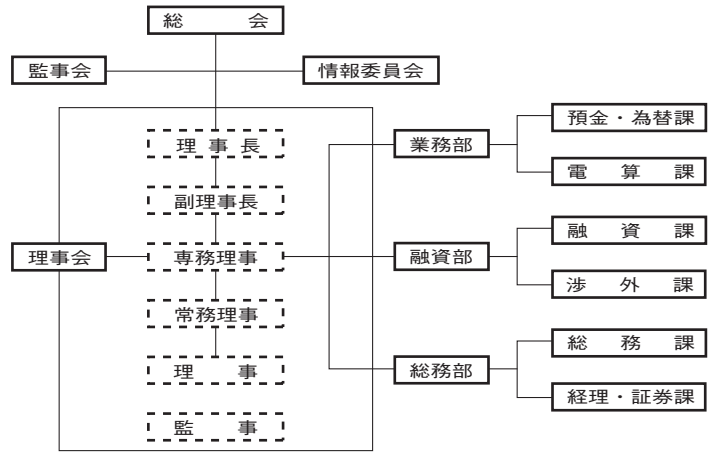 総　会
監事会
情報委員会
理事長
副理事長
理事会
専務理事
常務理事
理　事
監　事
業務部
預金・為替課
電　算　課
融資部
融　資　課
渉　外　課
総務部
総　務　課
経理・証券課